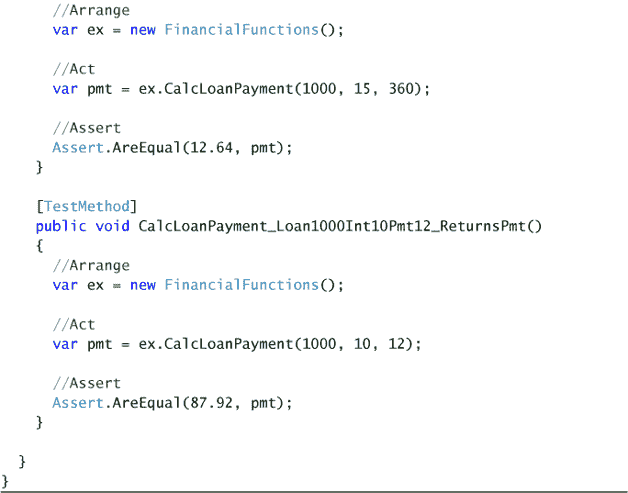 //Arrange
var ex = new FinancialFunctions();
//Act
var pmt = ex.CalcLoanPayment(1000, 15, 360);
//Assert
Assert.AreEqual(12.64, pmt);
}
[TestMethod]
public void CalcLoanPayment_Loan1000Int10Pmt12_ReturnsPmt()
{
//Arrange
var ex = new FinancialFunctions();
//Act
var pmt = ex.CalcLoanPayment(1000, 10, 12);
//Assert
Assert.AreEqual(87.92, pmt);
}
}
}